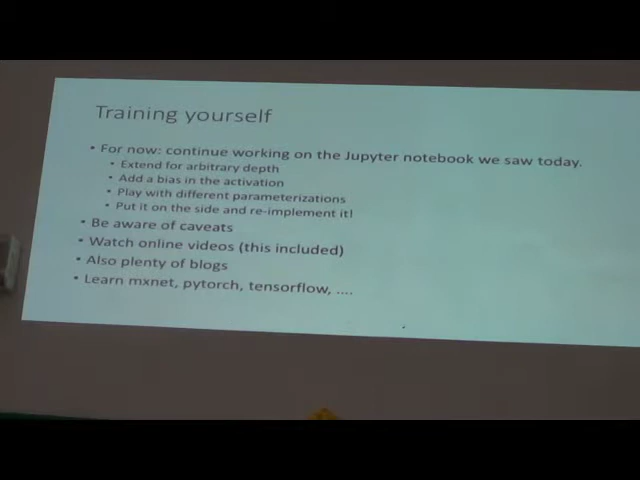 Training yourself
• For now: continue working on the Jupyter notebook we saw today.
• Extend for arbitrary depth
• Add a bias in the activation
• Play with different parameterizations
• Put it on the side and re-implement it!
• Be aware of caveats
• Watch online videos (this included)
• Also plenty of blogs
• Learn mxnet, pytorch, tensorflow, ....